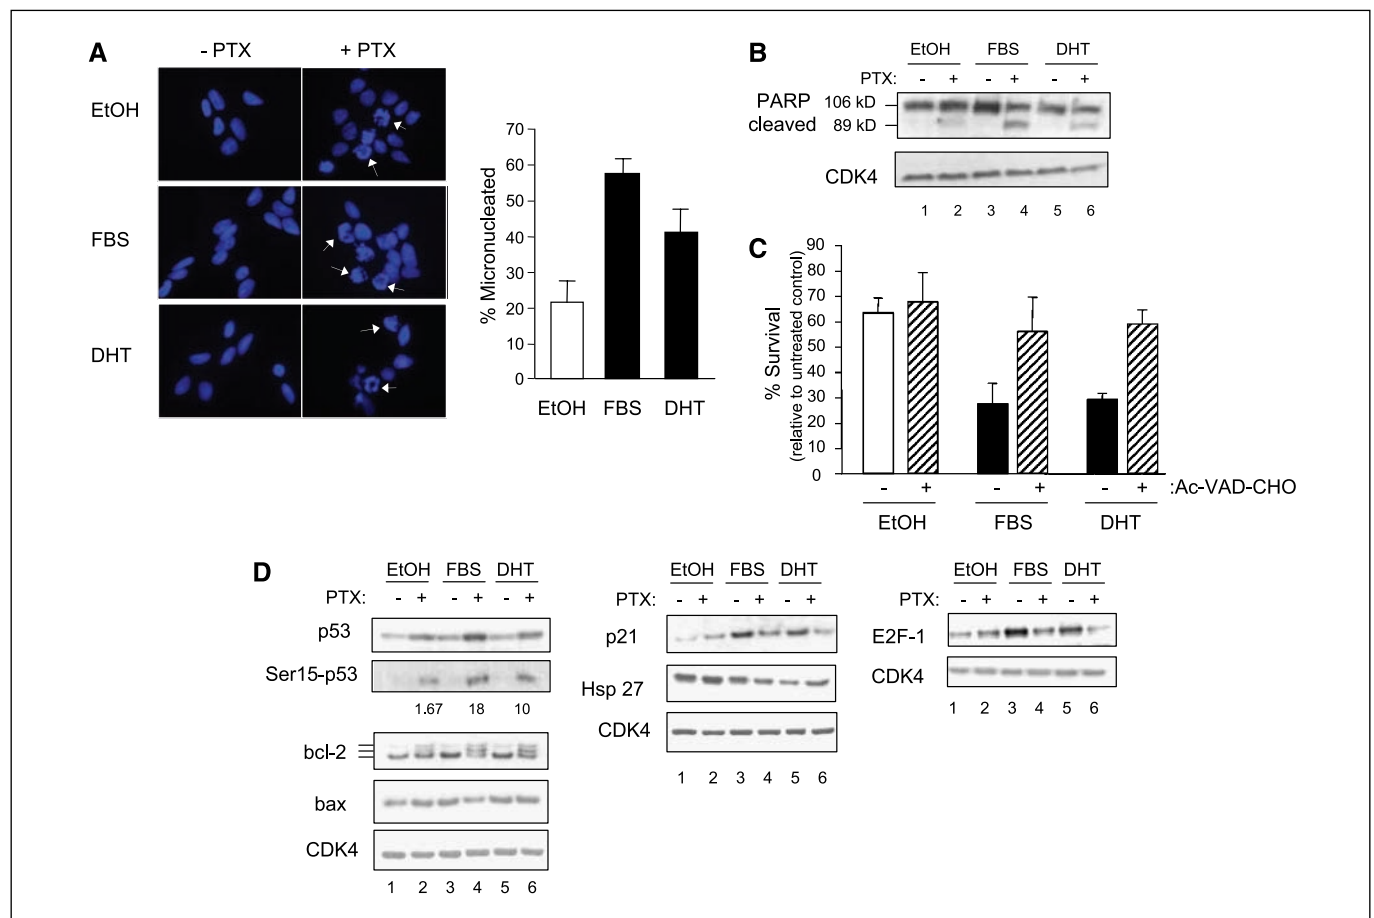 A
- PTX
+ PTX
EtOH
FBS
DHT
% Micronucleated
70
60
50
40
30
20
10
0
EtOH FBS DHT
B
EtOH FBS DHT
PTX: - + - + - +
PARP 106 kD
cleaved 89 kD
CDK4
1 2 3 4 5 6
C
% Survival
(relative to untreated control)
90
80
70
60
50
40
30
20
10
0
- + - + - + :Ac-VAD-CHO
EtOH FBS DHT
D
EtOH FBS DHT
PTX: - + - + - +
p53
Ser15-p53
1.67 18 10
bcl-2
bax
CDK4
1 2 3 4 5 6
EtOH FBS DHT
PTX: - + - + - +
p21
Hsp 27
CDK4
1 2 3 4 5 6
EtOH FBS DHT
PTX: - + - + - +
E2F-1
CDK4
1 2 3 4 5 6